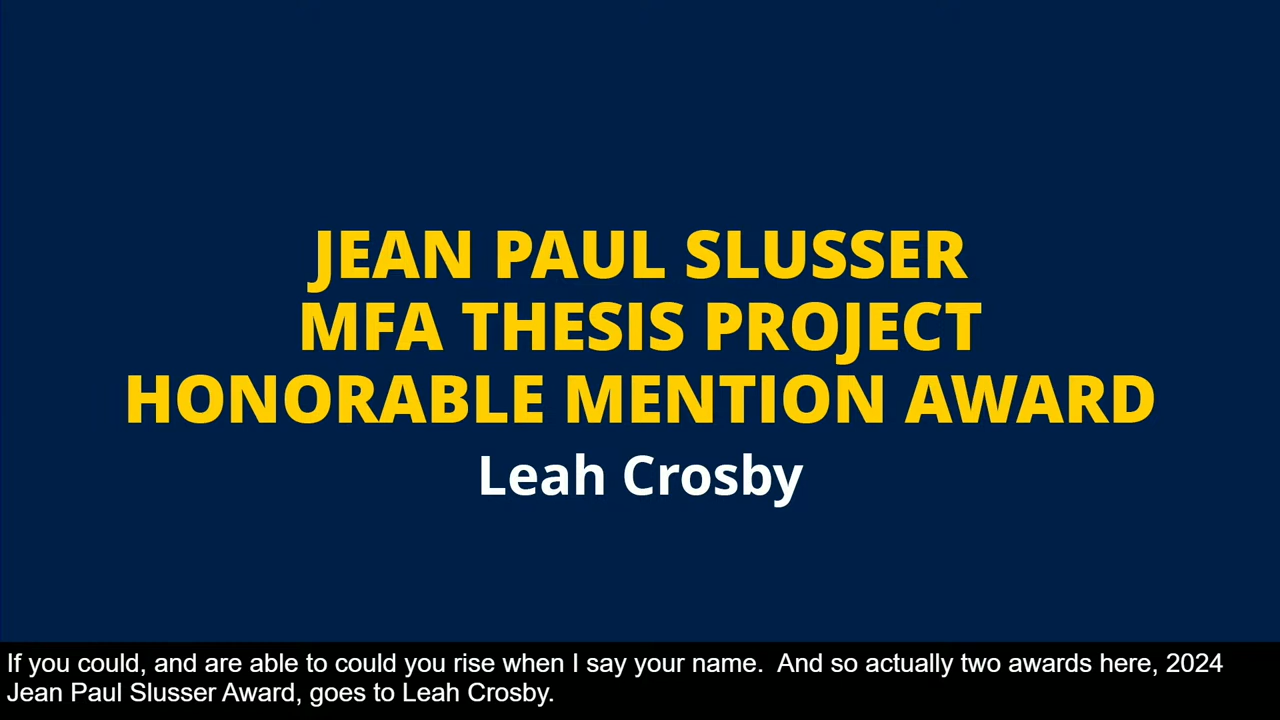 JEAN PAUL SLUSSER
MFA THESIS PROJECT
HONORABLE MENTION AWARD
Leah Crosby
If you could, and are able to could you rise when I say your name.  And so actually two awards here, 2024
Jean Paul Slusser Award, goes to Leah Crosby.